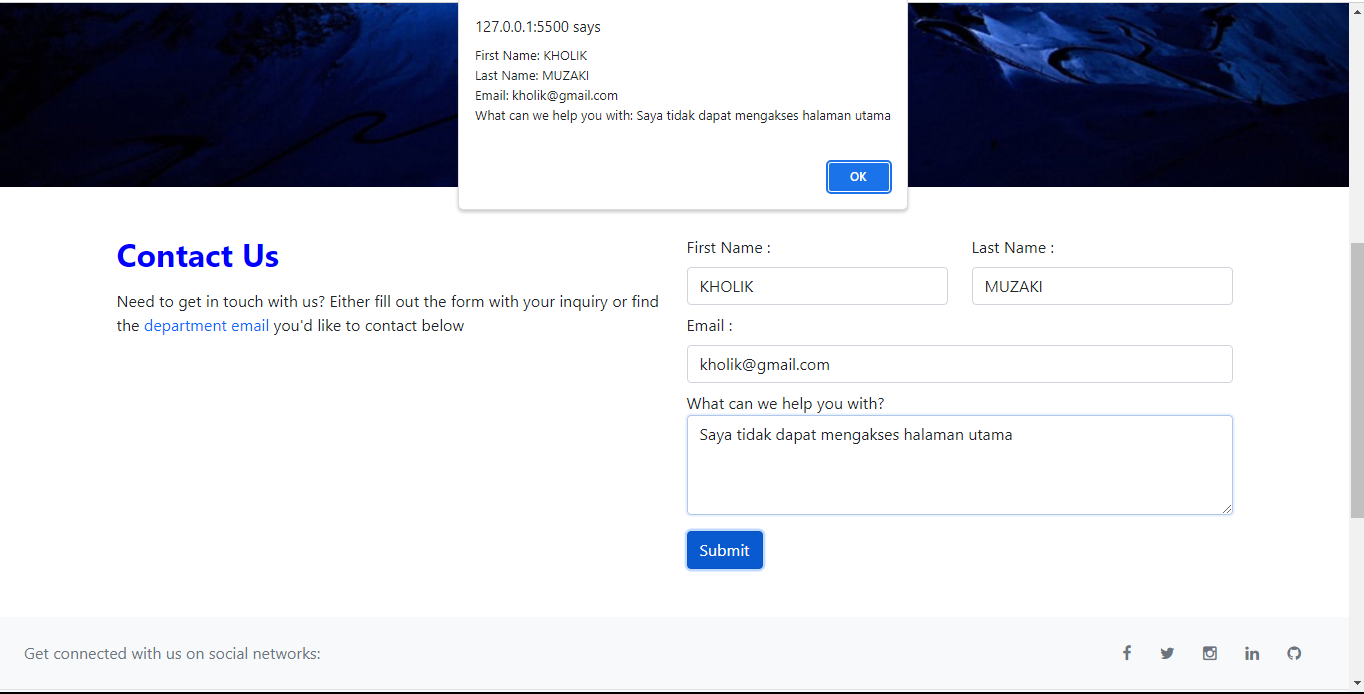 127.0.0.1:5500 says
First Name: KHOLIK
Last Name: MUZAKI
Email: kholik@gmail.com
What can we help you with: Saya tidak dapat mengakses halaman utama
OK
Contact Us
Need to get in touch with us? Either fill out the form with your inquiry or find
the department email you'd like to contact below
First Name :
Last Name :
KHOLIK
MUZAKI
Email :
kholik@gmail.com
What can we help you with?
Saya tidak dapat mengakses halaman utama
Submit
Get connected with us on social networks: